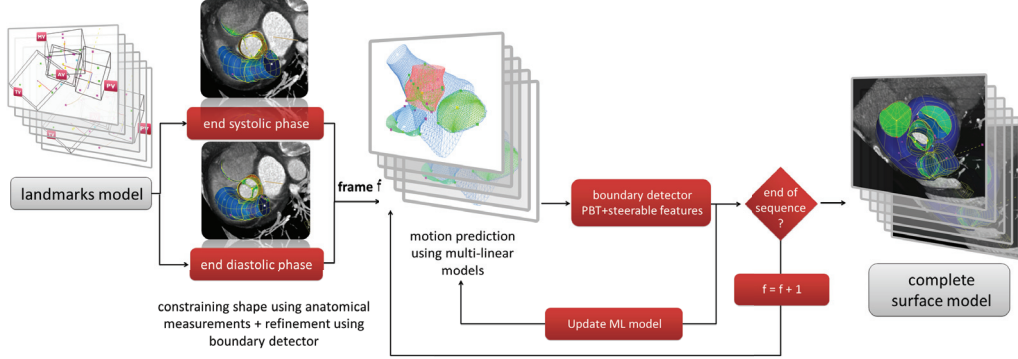 MV
AV
TV
PV
landmarks model
end systolic phase
end diastolic phase
constraining shape using anatomical
measurements + refinement using
boundary detector
frame f
motion prediction
using multi-linear
models
boundary detector
PBT+steerable features
Update ML model
end of
sequence
?
f = f + 1
complete
surface model